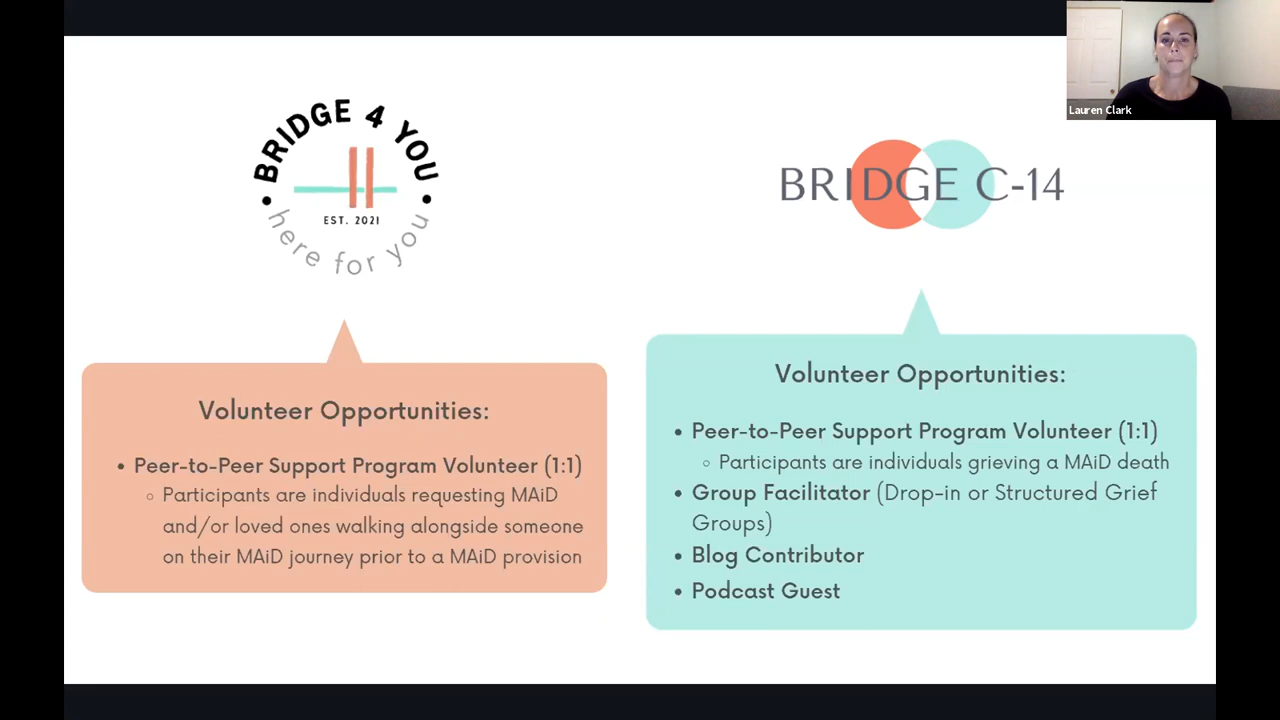 Lauren Clark
• BRIDGE 4 YOU •
EST. 2021
here for you
BRIDGE C-14
Volunteer Opportunities:
• Peer-to-Peer Support Program Volunteer (1:1)
◦ Participants are individuals requesting MAiD
and/or loved ones walking alongside someone
on their MAiD journey prior to a MAiD provision
Volunteer Opportunities:
• Peer-to-Peer Support Program Volunteer (1:1)
◦ Participants are individuals grieving a MAiD death
• Group Facilitator (Drop-in or Structured Grief
Groups)
• Blog Contributor
• Podcast Guest